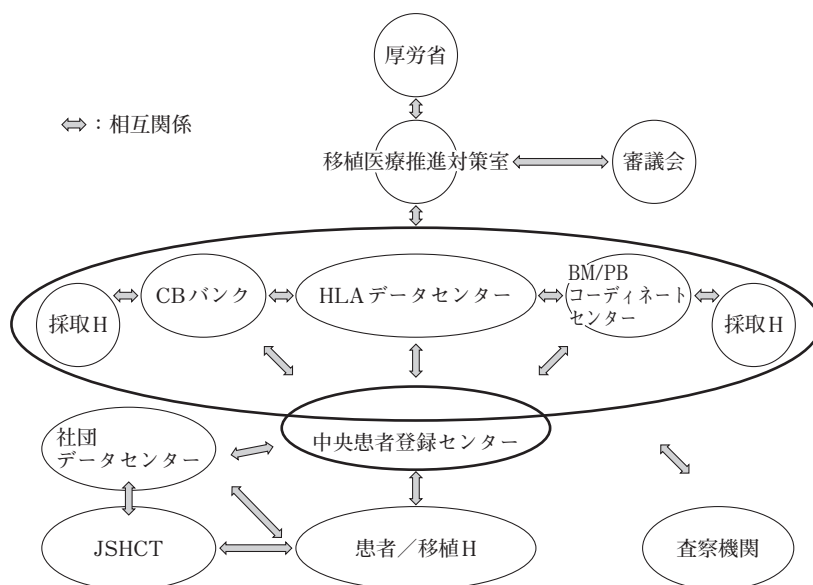 厚労省
⇔：相互関係
移植医療推進対策室
審議会
採取H
CBバンク
HLAデータセンター
BM/PB
コーディネート
センター
採取H
社団
データセンター
中央患者登録センター
JSHCT
患者／移植H
査察機関